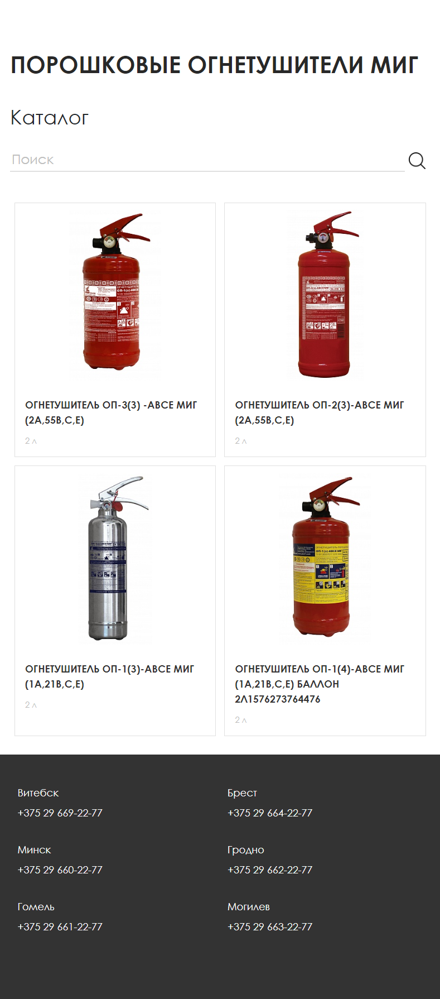 ПОРОШКОВЫЕ ОГНЕТУШИТЕЛИ МИГ
Каталог
Поиск
ОГНЕТУШИТЕЛЬ ОП-3(3) -АВСЕ МИГ
(2А,55В,С,Е)
2 л
ОГНЕТУШИТЕЛЬ ОП-2(3)-АВСЕ МИГ
(2А,55В,С,Е)
2 л
ОГНЕТУШИТЕЛЬ ОП-1(3)-АВСЕ МИГ
(1А,21В,С,Е)
2 л
ОГНЕТУШИТЕЛЬ ОП-1(4)-АВСЕ МИГ
(1А,21В,С,Е) БАЛЛОН
2Л1576273764476
2 л
Витебск
+375 29 669-22-77
Брест
+375 29 664-22-77
Минск
+375 29 660-22-77
Гродно
+375 29 662-22-77
Гомель
+375 29 661-22-77
Могилев
+375 29 663-22-77